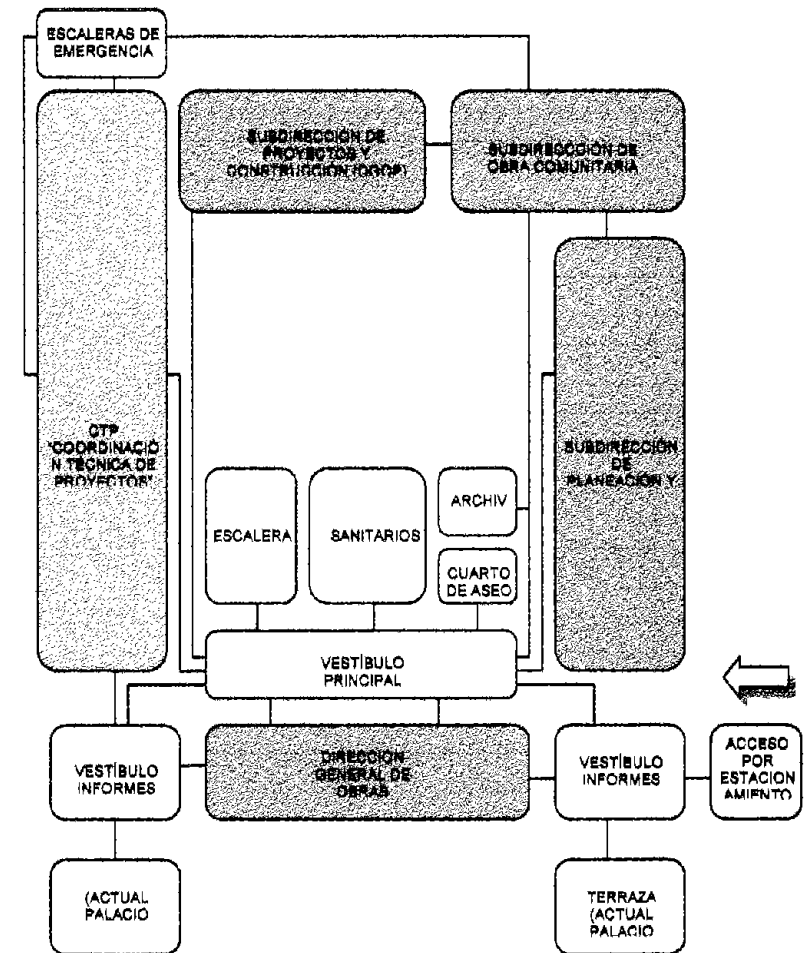 ESCALERAS DE
EMERGENCIA
SUBDIRECCIÓN DE
PROYECTOS Y
CONSTRUCCIÓN (DGOP)
SUBDIRECCIÓN DE
OBRA COMUNITARIA
CTP
"COORDINACIÓ
N TÉCNICA DE
PROYECTOS"
SUBDIRECCIÓN
DE
PLANEACIÓN Y
ESCALERA
SANITARIOS
ARCHIV
CUARTO
DE ASEO
VESTÍBULO
PRINCIPAL
VESTÍBULO
INFORMES
DIRECCIÓN
GENERAL DE
OBRAS
VESTÍBULO
INFORMES
ACCESO
POR
ESTACION
AMIENTO
(ACTUAL
PALACIO
TERRAZA
(ACTUAL
PALACIO